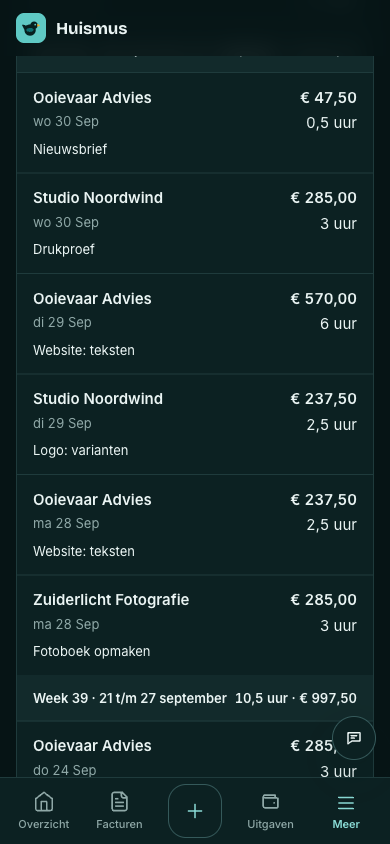 Huismus
Ooievaar Advies € 47,50
wo 30 Sep 0,5 uur
Nieuwsbrief
Studio Noordwind € 285,00
wo 30 Sep 3 uur
Drukproef
Ooievaar Advies € 570,00
di 29 Sep 6 uur
Website: teksten
Studio Noordwind € 237,50
di 29 Sep 2,5 uur
Logo: varianten
Ooievaar Advies € 237,50
ma 28 Sep 2,5 uur
Website: teksten
Zuiderlicht Fotografie € 285,00
ma 28 Sep 3 uur
Fotoboek opmaken
Week 39 · 21 t/m 27 september 10,5 uur · € 997,50
Ooievaar Advies € 285,
do 24 Sep 3 uur
Overzicht Facturen Uitgaven Meer